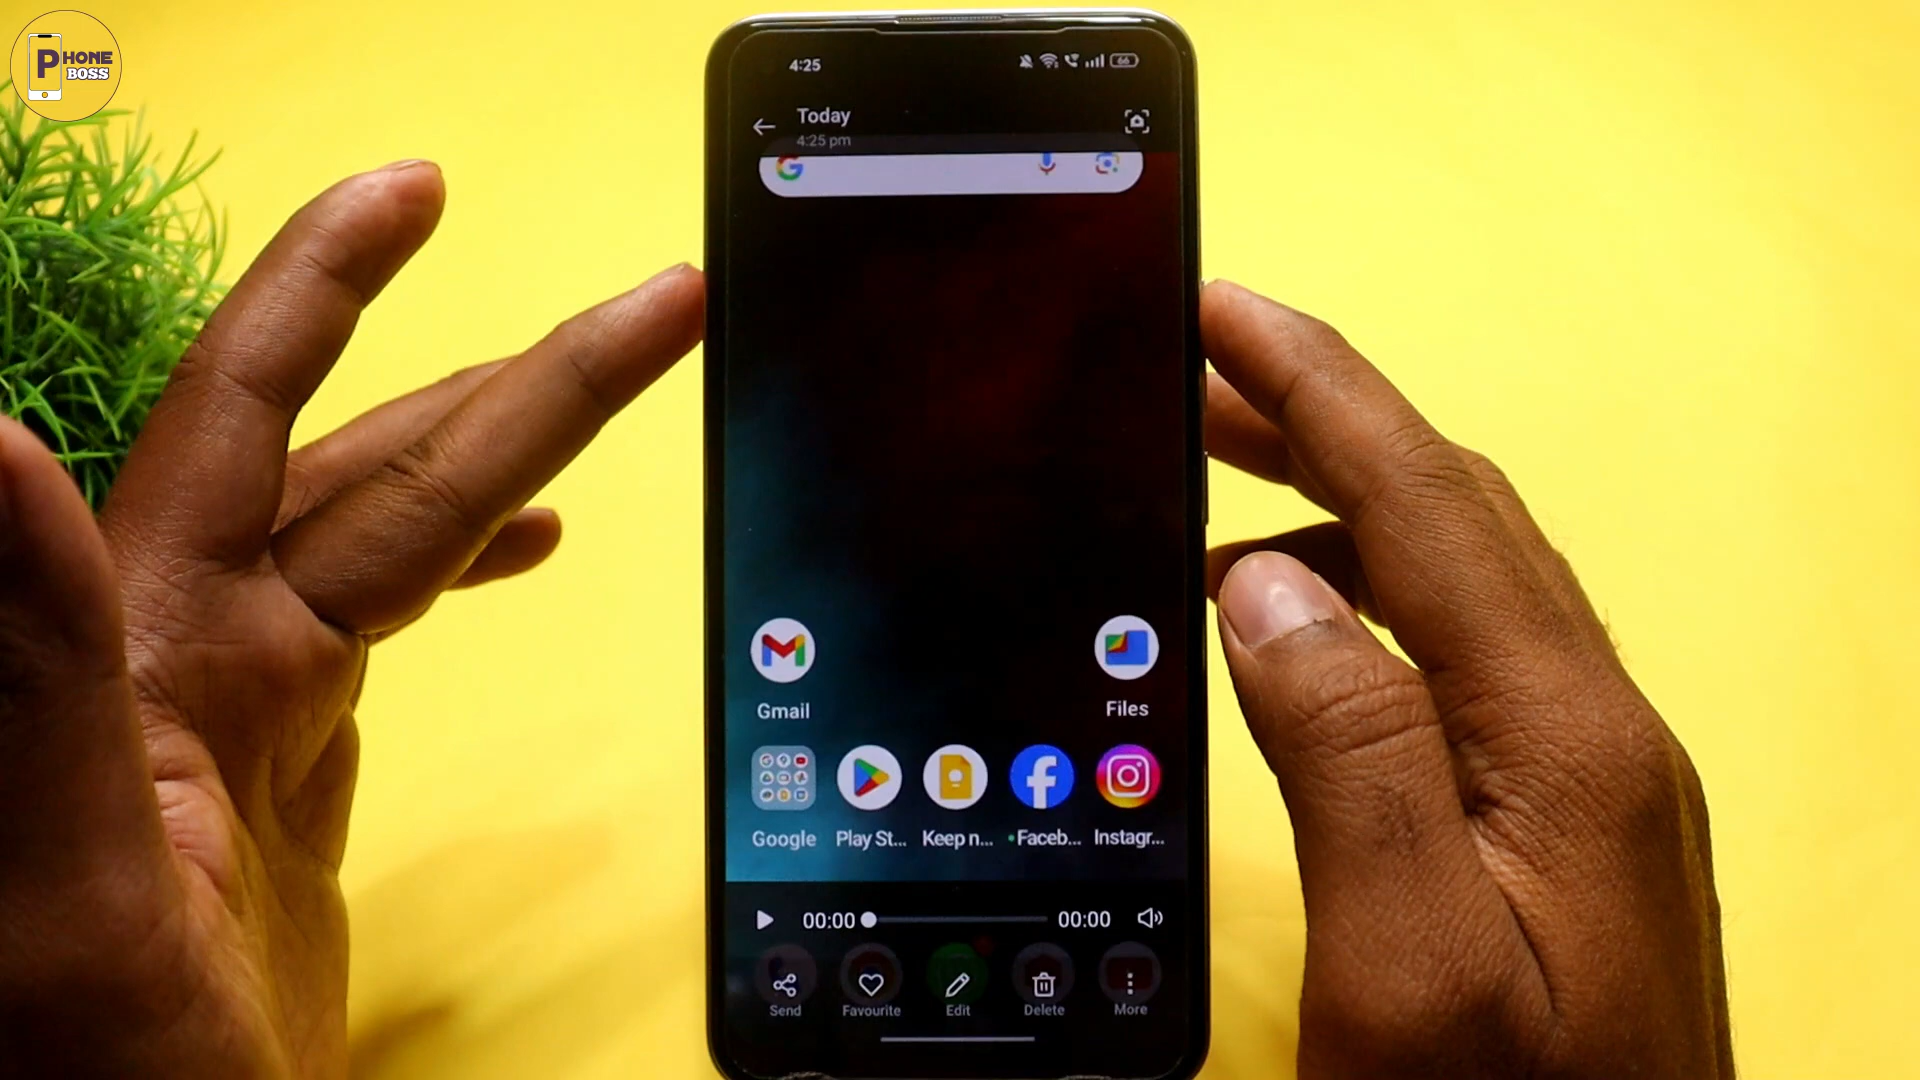 PHONE
BOSS
4:25
66
Today
4:25 pm
Gmail
Files
Google
Play St...
Keep n...
Faceb...
Instagr...
00:00
00:00
Send
Favourite
Edit
Delete
More